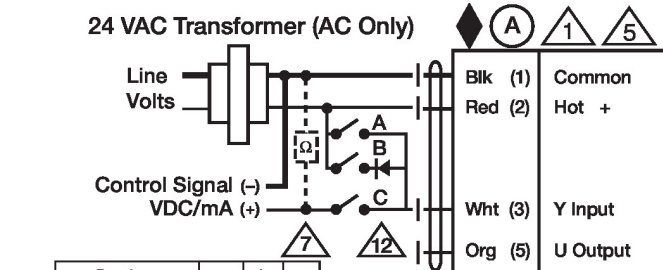 24 VAC Transformer (AC Only)
A
1
5
Line
Volts
Blk (1) Common
Red (2) Hot +
A
B
Ω
Control Signal (–)
VDC/mA (+)
C
Wht (3) Y Input
7
12
Org (5) U Output